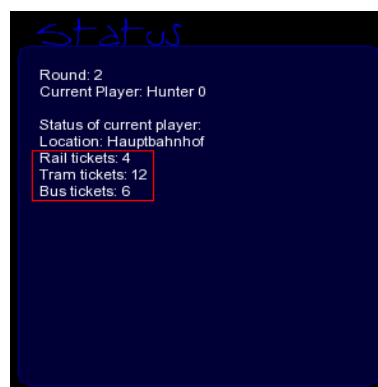 Status
Round: 2
Current Player: Hunter 0
Status of current player:
Location: Hauptbahnhof
Rail tickets: 4
Tram tickets: 12
Bus tickets: 6